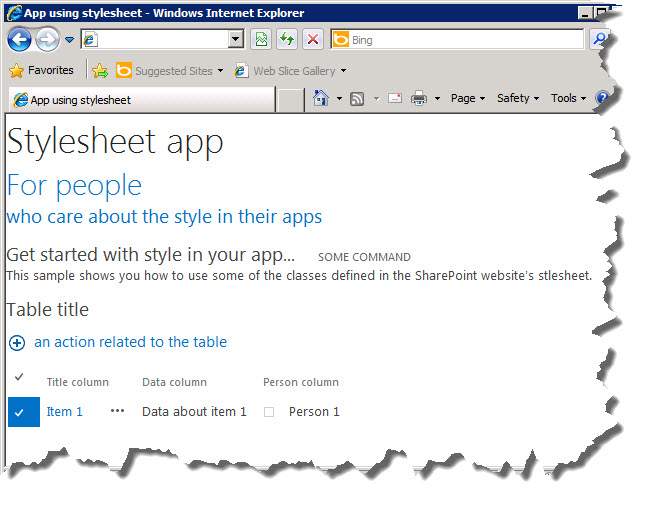 App using stylesheet - Windows Internet Explorer
Bing
Favorites Suggested Sites Web Slice Gallery
App using stylesheet Page Safety Tools
Stylesheet app
For people
who care about the style in their apps
Get started with style in your app... SOME COMMAND
This sample shows you how to use some of the classes defined in the SharePoint website's stlesheet.
Table title
an action related to the table
Title column Data column Person column
Item 1 ••• Data about item 1 Person 1